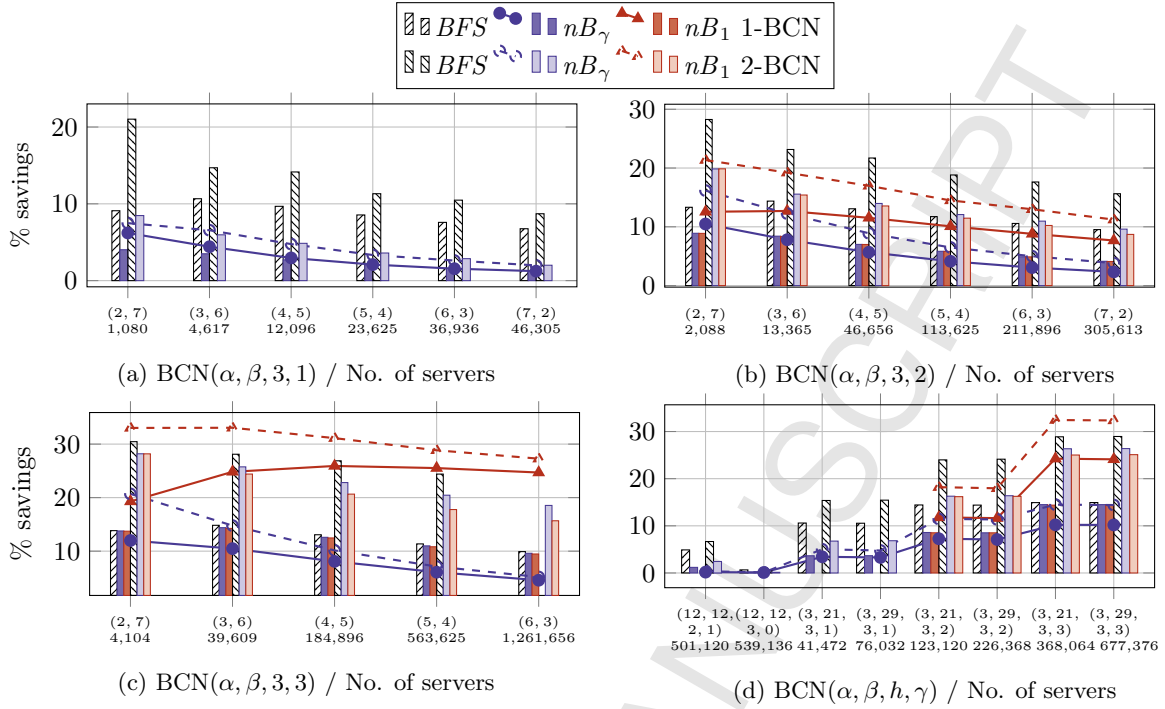 BFS nBγ nB1 1-BCN
BFS nBγ nB1 2-BCN
% savings
20
10
0
(2, 7) (3, 6) (4, 5) (5, 4) (6, 3) (7, 2)
1,080 4,617 12,096 23,625 36,936 46,305
(a) BCN(α, β, 3, 1) / No. of servers
30
20
10
0
(2, 7) (3, 6) (4, 5) (5, 4) (6, 3) (7, 2)
2,088 13,365 46,656 113,625 211,896 305,613
(b) BCN(α, β, 3, 2) / No. of servers
% savings
30
20
10
(2, 7) (3, 6) (4, 5) (5, 4) (6, 3)
4,104 39,609 184,896 563,625 1,261,656
(c) BCN(α, β, 3, 3) / No. of servers
30
20
10
0
(12, 12, (12, 12, (3, 21, (3, 29, (3, 21, (3, 29, (3, 21, (3, 29,
2, 1) 3, 0) 3, 1) 3, 1) 3, 2) 3, 2) 3, 3) 3, 3)
501,120 539,136 41,472 76,032 123,120 226,368 368,064 677,376
(d) BCN(α, β, h, γ) / No. of servers
ANUSCRIPT